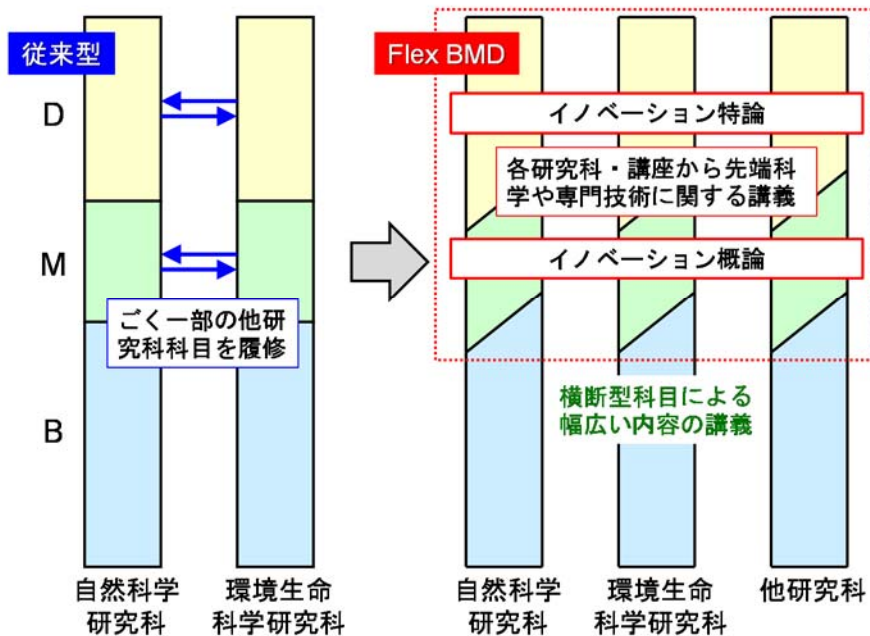 従来型
D
M
ごく一部の他研
究科科目を履修
B
自然科学
研究科
環境生命
科学研究科
Flex BMD
イノベーション特論
各研究科・講座から先端科
学や専門技術に関する講義
イノベーション概論
横断型科目による
幅広い内容の講義
自然科学
研究科
環境生命
科学研究科
他研究科